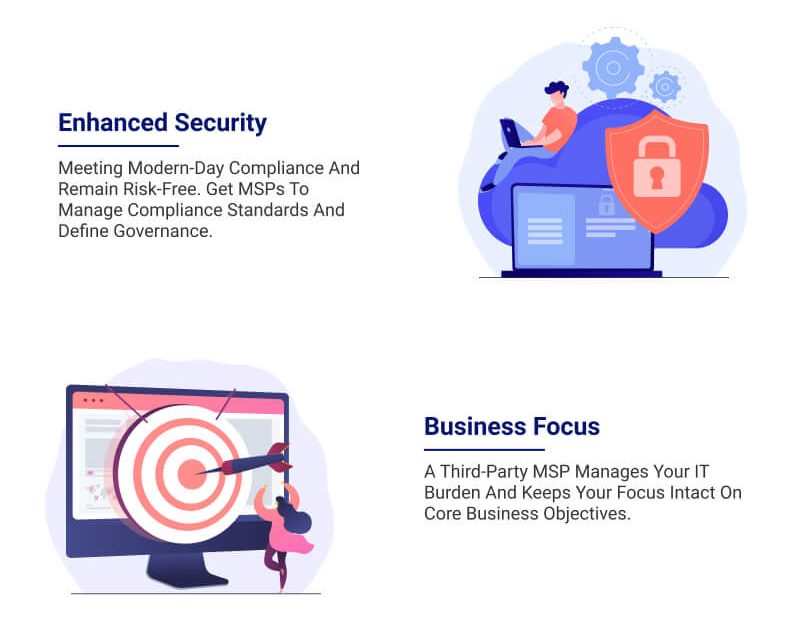 Enhanced Security
Meeting Modern-Day Compliance And
Remain Risk-Free. Get MSPs To
Manage Compliance Standards And
Define Governance.
Business Focus
A Third-Party MSP Manages Your IT
Burden And Keeps Your Focus Intact On
Core Business Objectives.